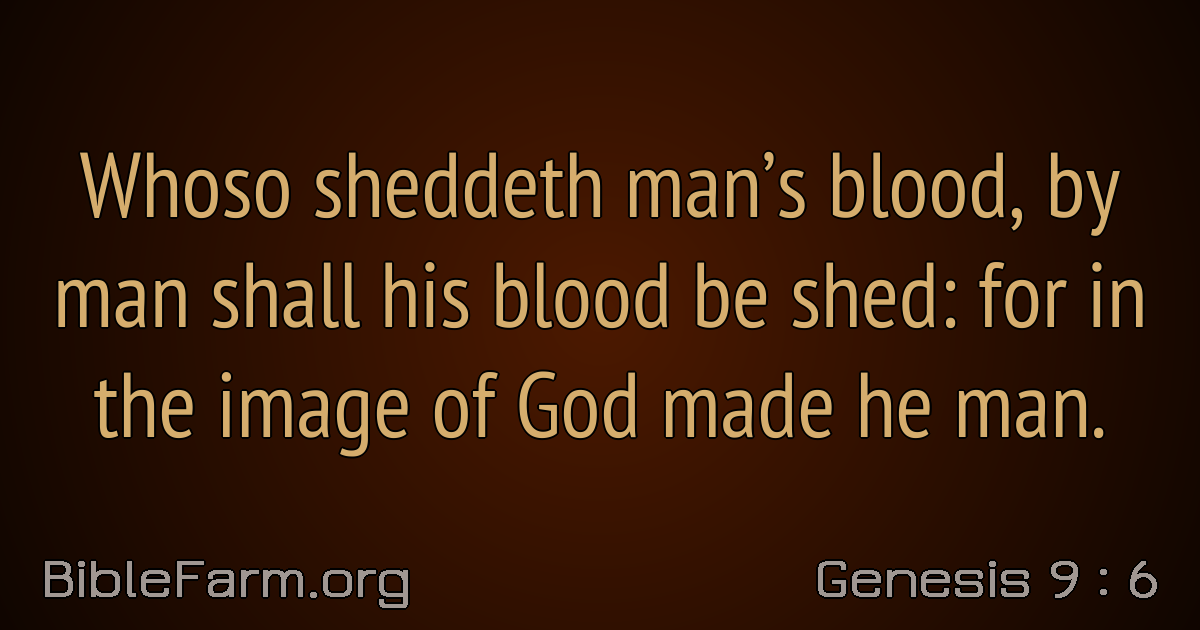 Whoso sheddeth man’s blood, by
man shall his blood be shed: for in
the image of God made he man.
BibleFarm.org
Genesis 9 : 6